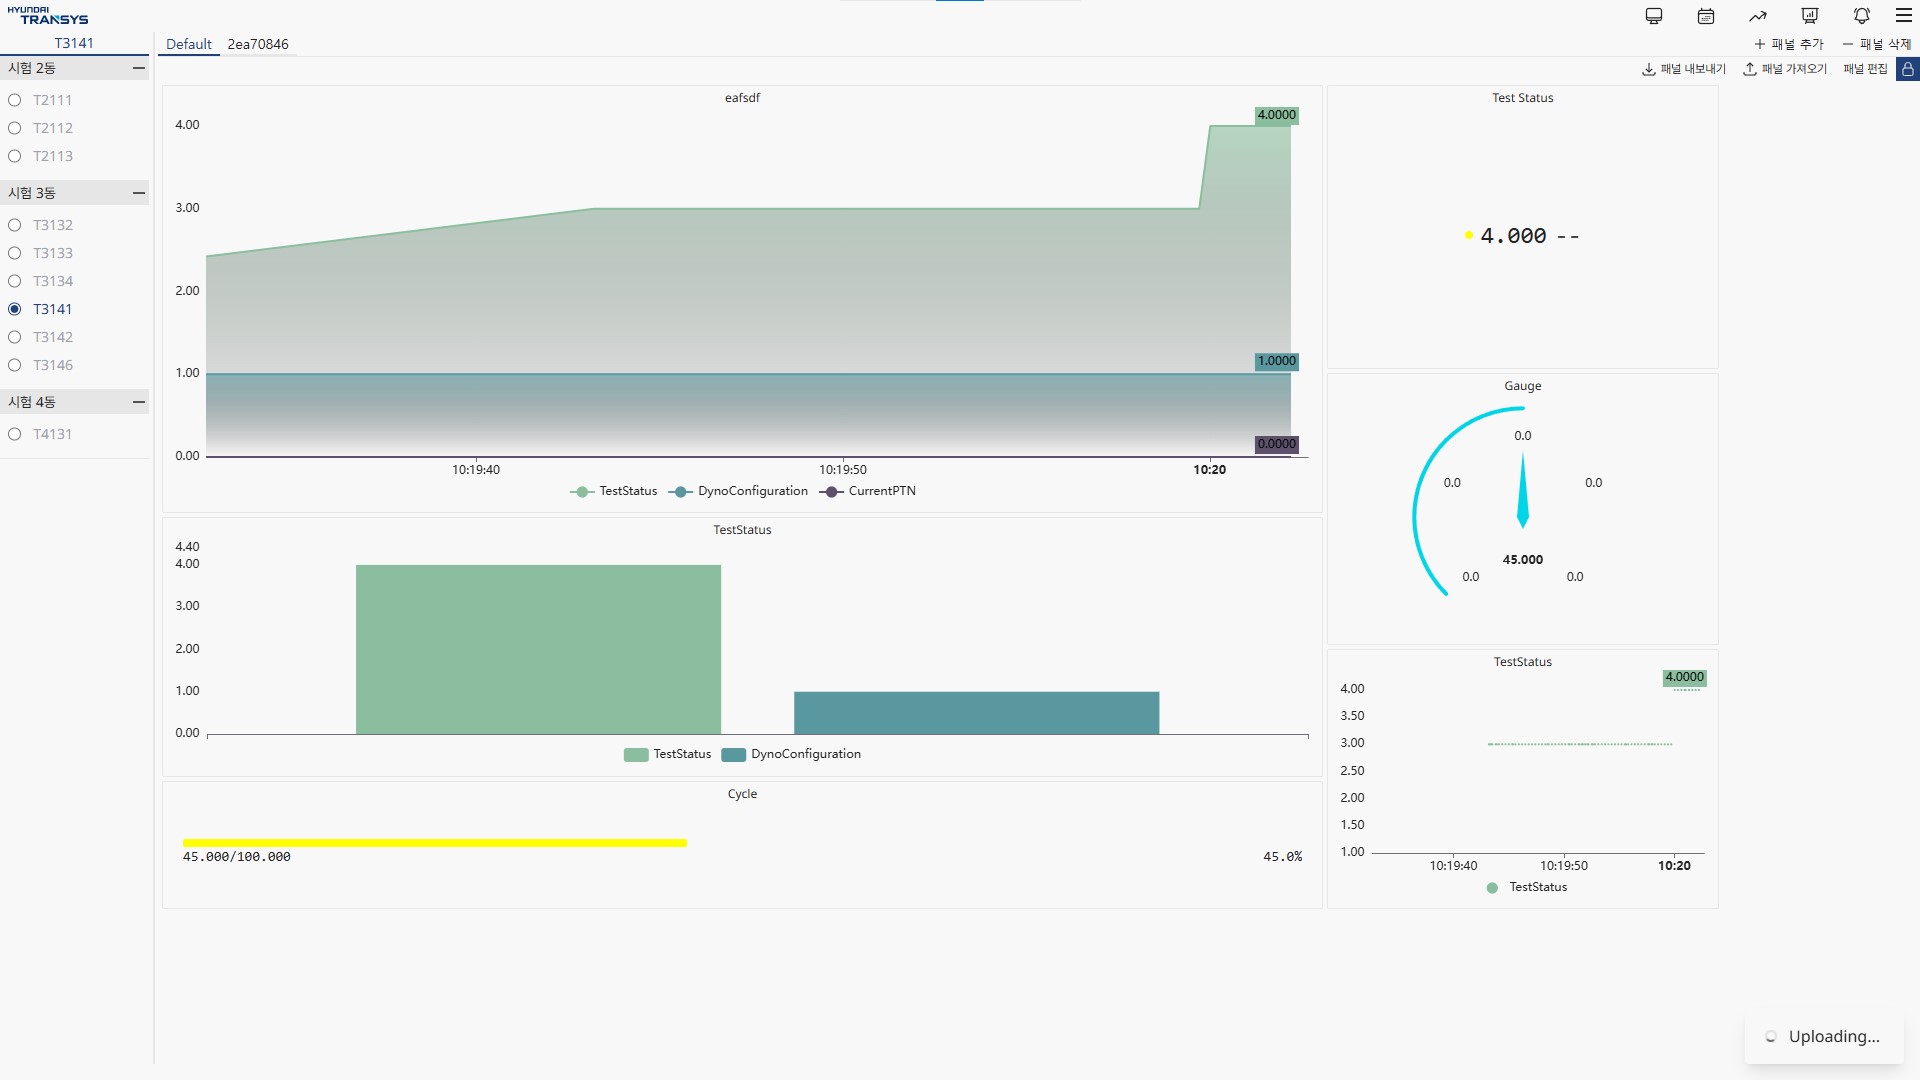 HYUNDAI
TRANSYS
T3141
시험 2동
T2111
T2112
T2113
시험 3동
T3132
T3133
T3134
T3141
T3142
T3146
시험 4동
T4131
Default 2ea70846
패널 추가 패널 삭제
패널 내보내기 패널 가져오기 패널 편집
eafsdf
4.00
3.00
2.00
1.00
0.00
4.0000
1.0000
0.0000
10:19:40 10:19:50 10:20
TestStatus DynoConfiguration CurrentPTN
TestStatus
4.40
4.00
3.00
2.00
1.00
0.00
TestStatus DynoConfiguration
Cycle
45.000/100.000 45.0%
Test Status
4.000 --
Gauge
0.0
0.0 0.0
45.000
0.0 0.0
TestStatus
4.0000
4.00
3.50
3.00
2.50
2.00
1.50
1.00
10:19:40 10:19:50 10:20
TestStatus
Uploading...